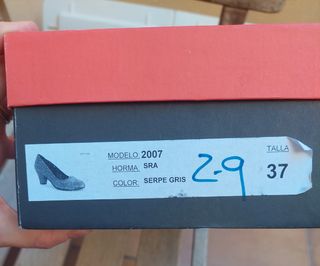 MODELO: 2007
HORMA: SRA
COLOR: SERPE GRIS
2-9
TALLA
37